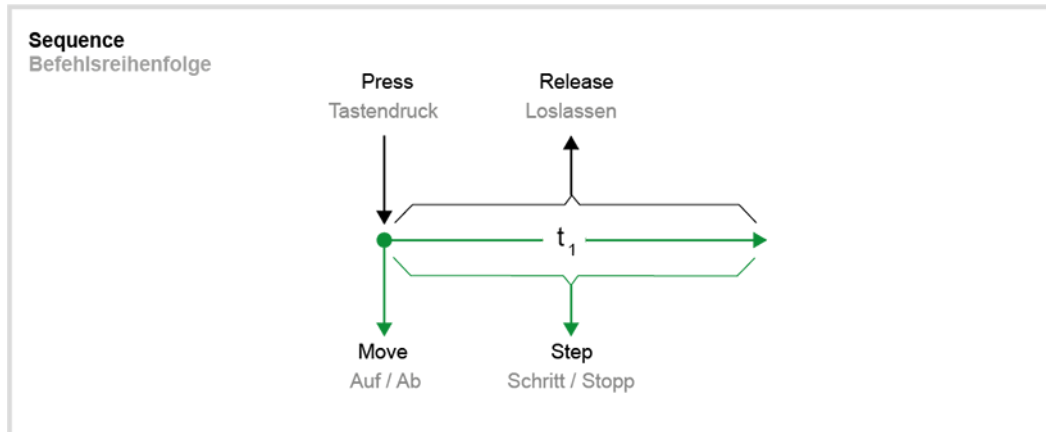 Sequence
Befehlsreihenfolge
Press
Release
Tastendruck
Loslassen
t₁
Move
Step
Auf / Ab
Schritt / Stopp